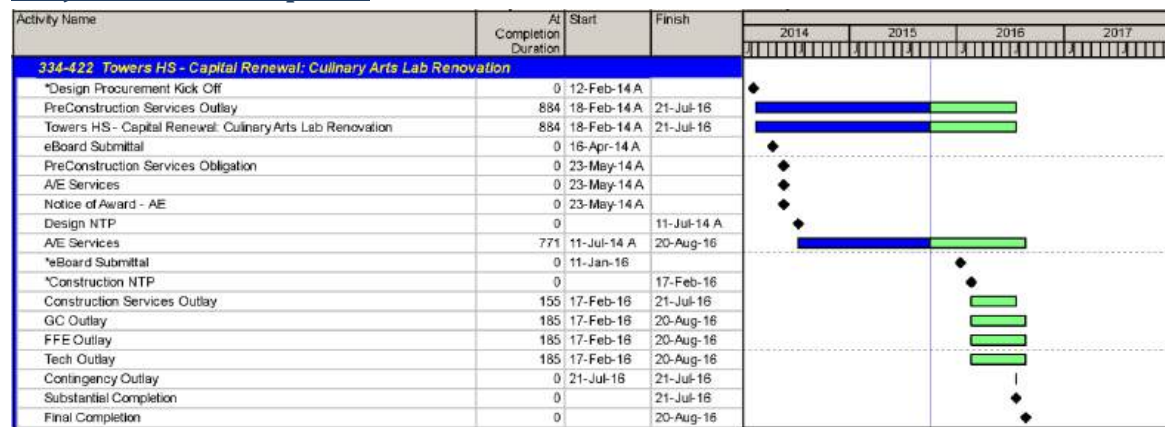 Activity Name At Completion Duration Start Finish 2014 2015 2016 2017
334-422 Towers HS - Capital Renewal: Culinary Arts Lab Renovation
*Design Procurement Kick Off 0 12-Feb-14 A
PreConstruction Services Outlay 884 18-Feb-14 A 21-Jul-16
Towers HS - Capital Renewal: Culinary Arts Lab Renovation 884 18-Feb-14 A 21-Jul-16
eBoard Submittal 0 16-Apr-14 A
PreConstruction Services Obligation 0 23-May-14 A
A/E Services 0 23-May-14 A
Notice of Award - AE 0 23-May-14 A
Design NTP 0 11-Jul-14 A
A/E Services 771 11-Jul-14 A 20-Aug-16
*eBoard Submittal 0 11-Jan-16
*Construction NTP 0 17-Feb-16
Construction Services Outlay 155 17-Feb-16 21-Jul-16
GC Outlay 185 17-Feb-16 20-Aug-16
FFE Outlay 185 17-Feb-16 20-Aug-16
Tech Outlay 185 17-Feb-16 20-Aug-16
Contingency Outlay 0 21-Jul-16 21-Jul-16
Substantial Completion 0 21-Jul-16
Final Completion 0 20-Aug-16